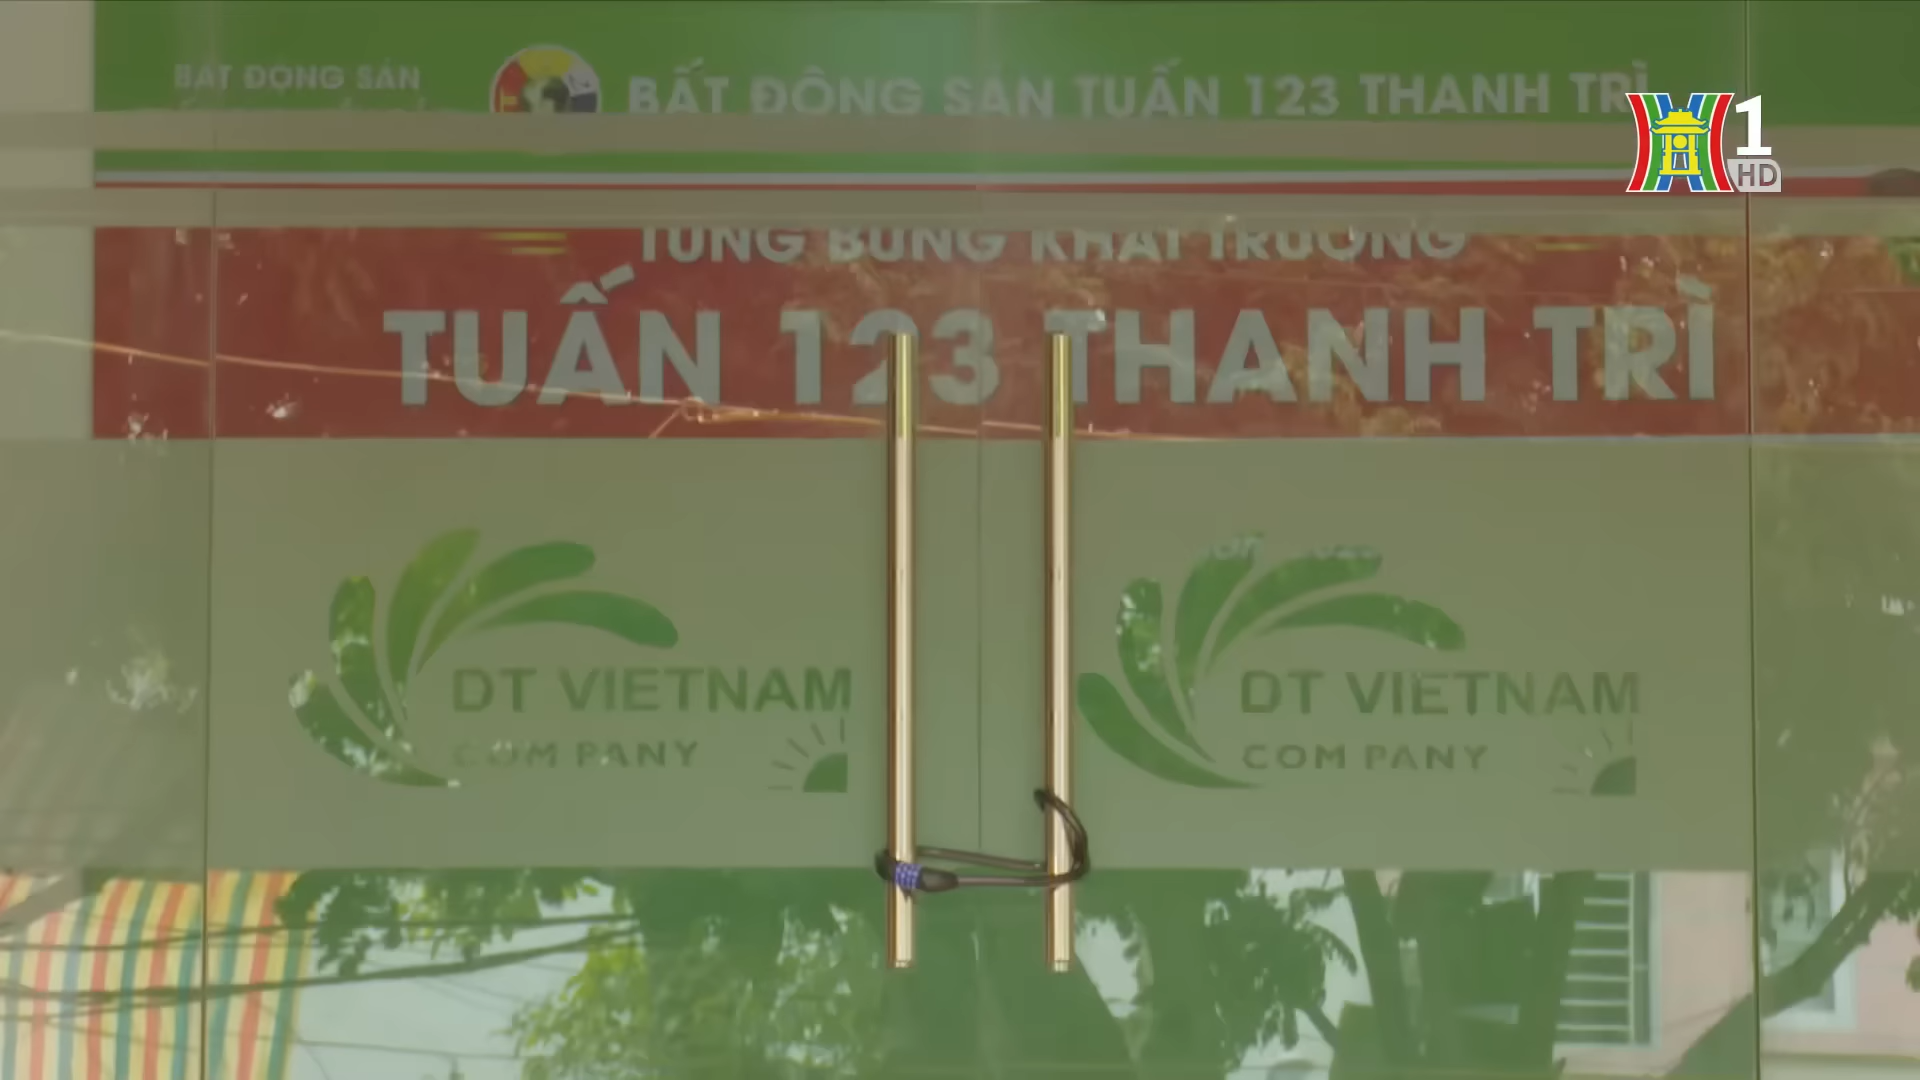 BẤT ĐỘNG SẢN
BẤT ĐỘNG SẢN TUẤN 123 THANH TRÌ
1
HD
TƯNG BỪNG KHAI TRƯƠNG
TUẤN 123 THANH TRÌ
DT VIETNAM
COM PANY
DT VIETNAM
COM PANY